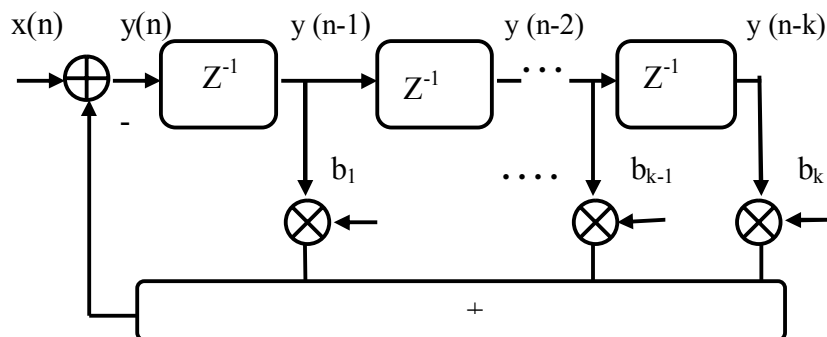 x(n) y(n) y (n-1) y (n-2) y (n-k)
Z⁻¹ Z⁻¹ Z⁻¹
...
-
b₁ .... bₖ₋₁ bₖ
+